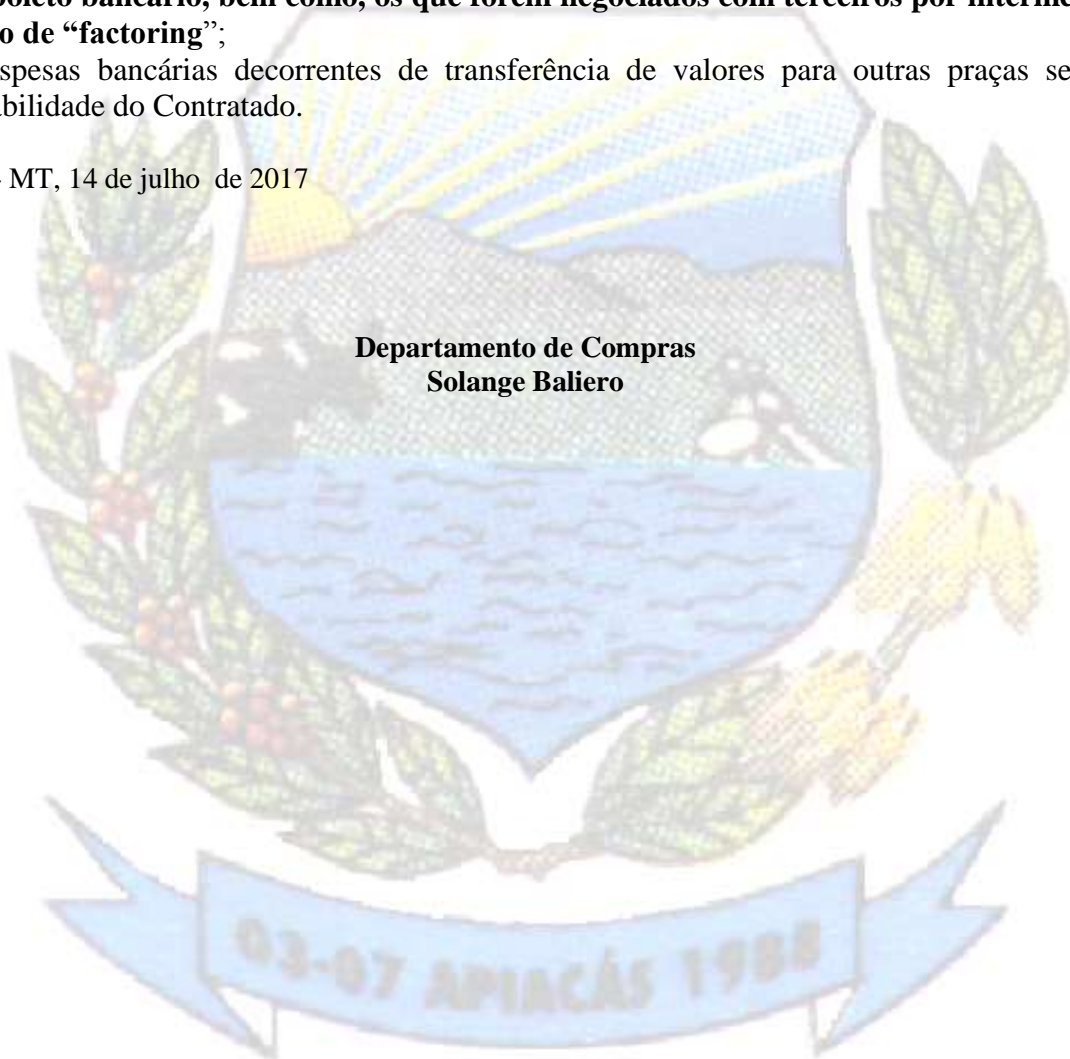 boleto bancário, bem como, os que forem negociados com terceiros por interme
o de “factoring”;
spesas bancárias decorrentes de transferência de valores para outras praças se
abilidade do Contratado.
- MT, 14 de julho de 2017
Departamento de Compras
Solange Baliero
03-07 APIACÁS 1988